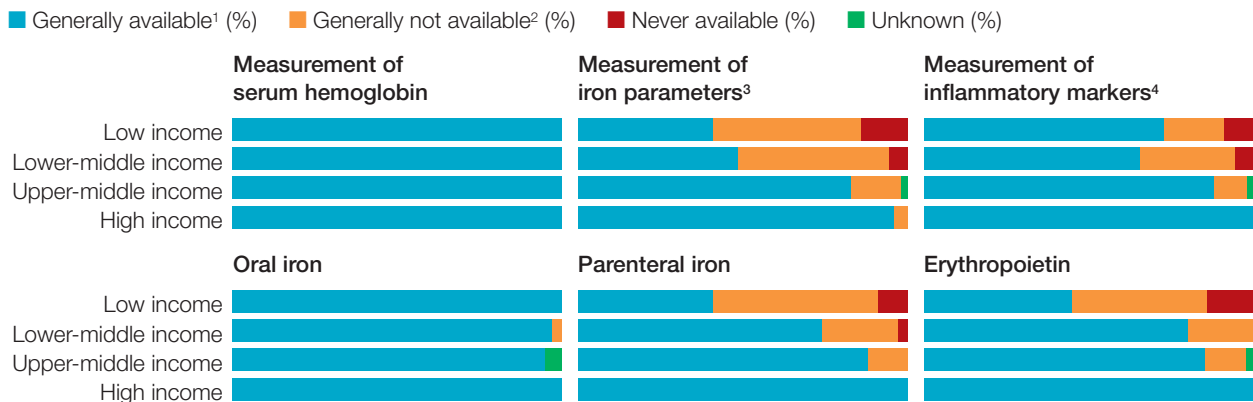 Generally available¹ (%) Generally not available² (%) Never available (%) Unknown (%)
Measurement of serum hemoglobin
Measurement of iron parameters³
Measurement of inflammatory markers⁴
Low income
Lower-middle income
Upper-middle income
High income
Oral iron Parenteral iron Erythropoietin
Low income
Lower-middle income
Upper-middle income
High income